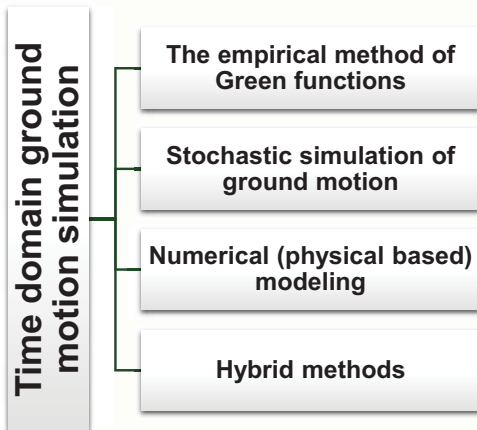 Time domain ground
motion simulation
The empirical method of
Green functions
Stochastic simulation of
ground motion
Numerical (physical based)
modeling
Hybrid methods